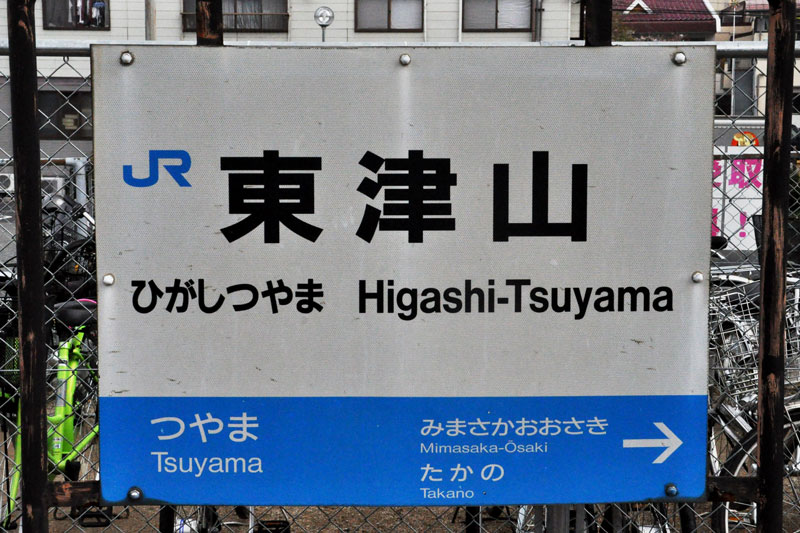 JR 東津山
ひがしつやま Higashi-Tsuyama
つやま
Tsuyama
みまさかおおさき
Mimasaka-Ōsaki
たかの
Takano
→
取
!